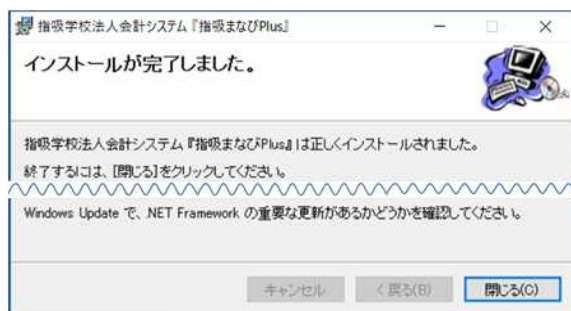 指吸学校法人会計システム『指吸まなびPlus』
インストールが完了しました。
指吸学校法人会計システム『指吸まなびPlus』は正しくインストールされました。
終了するには、[閉じる]をクリックしてください。
Windows Update で、.NET Framework の重要な更新があるかどうかを確認してください。
キャンセル < 戻る(B) 閉じる(C)